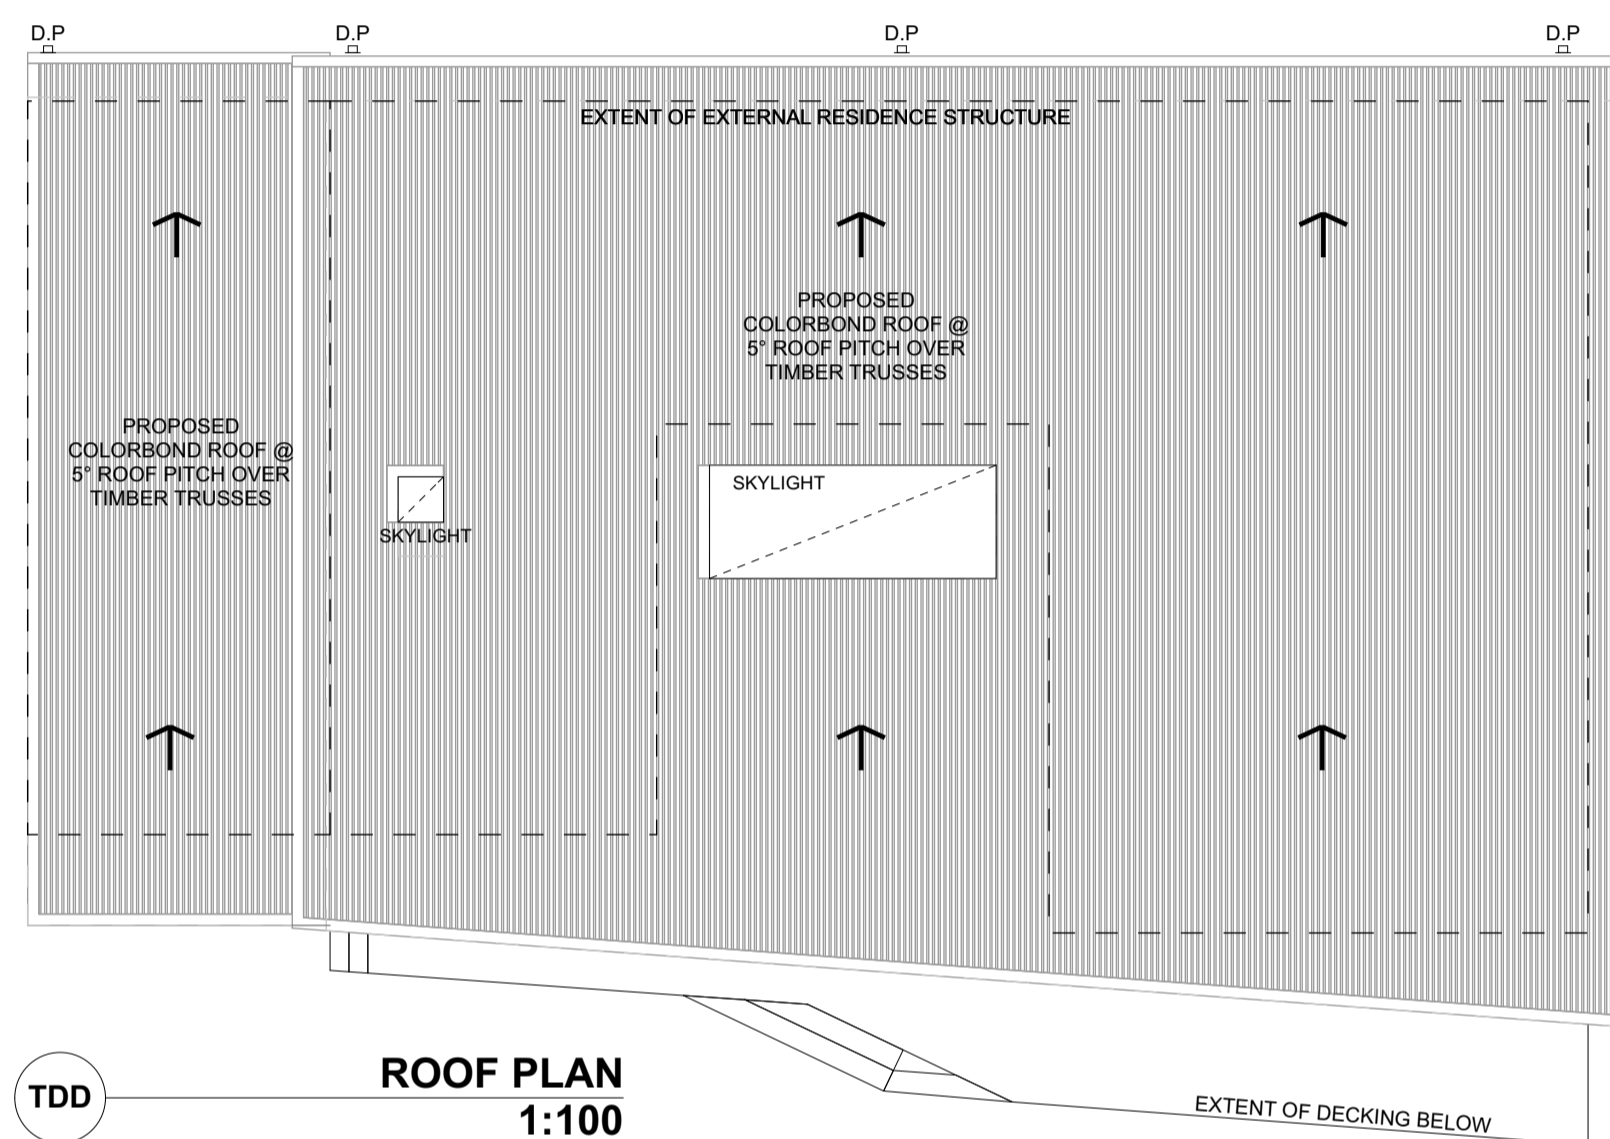 D.P
D.P
D.P
D.P
EXTENT OF EXTERNAL RESIDENCE STRUCTURE
PROPOSED
COLORBOND ROOF @
5° ROOF PITCH OVER
TIMBER TRUSSES
PROPOSED
COLORBOND ROOF @
5° ROOF PITCH OVER
TIMBER TRUSSES
SKYLIGHT
SKYLIGHT
TDD
ROOF PLAN
1:100
EXTENT OF DECKING BELOW